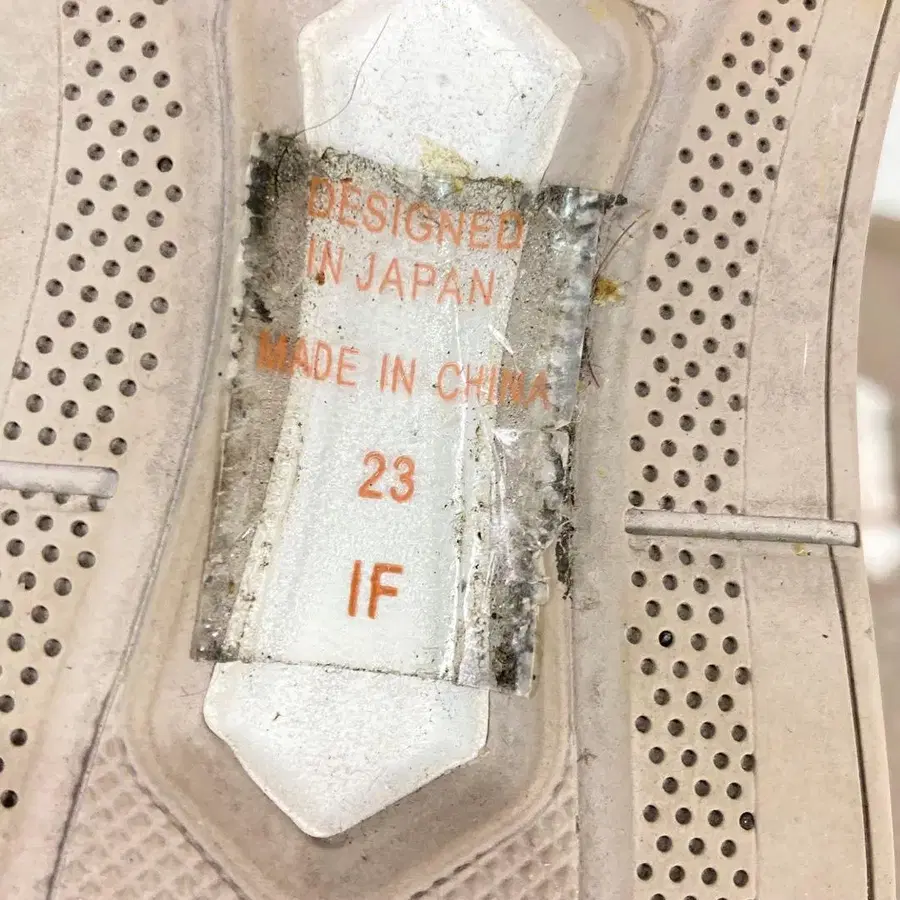 DESIGNED
IN JAPAN
MADE IN CHINA
23
IF